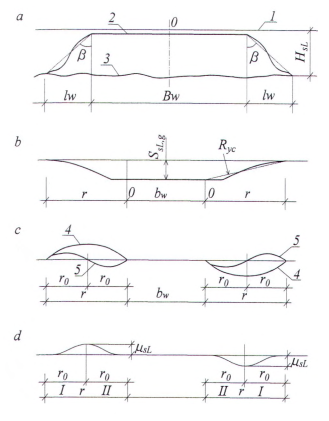 a
2
0
1
β
β
H_sL
3
lw
Bw
lw
b
S_sL,g
R_yc
r
0
b_w
0
r
c
4
5
5
4
r_0
r_0
b_w
r_0
r_0
r
r
d
μ_sL
μ_sL
r_0
r_0
r_0
r_0
I
r
II
II
r
I